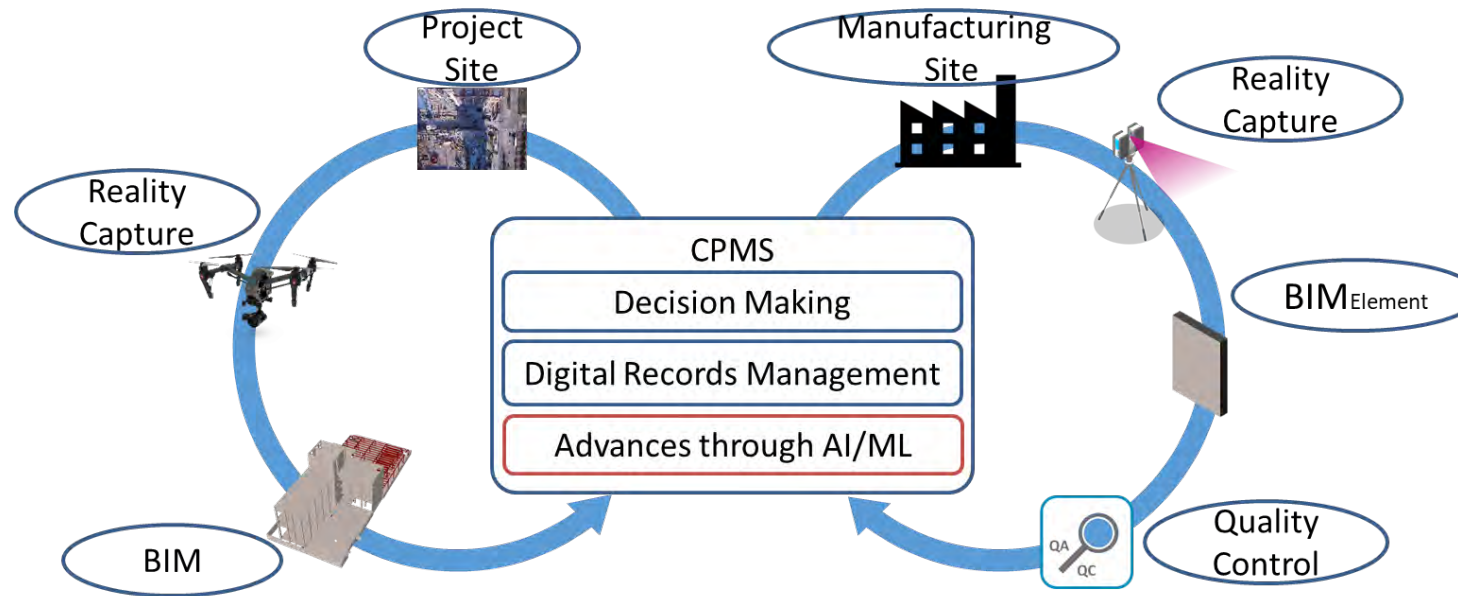 Project
Site
Manufacturing
Site
Reality
Capture
Reality
Capture
CPMS
Decision Making
Digital Records Management
Advances through AI/ML
BIMElement
BIM
QA
QC
Quality
Control